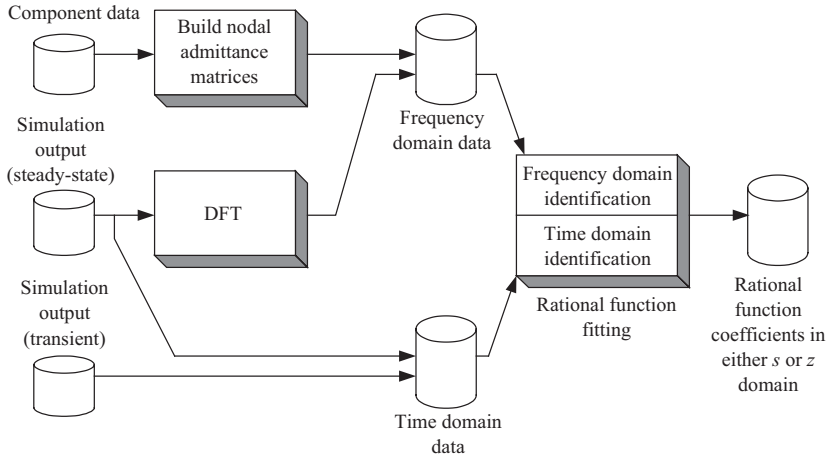 Component data
Build nodal
admittance
matrices
Simulation
output
(steady-state)
Frequency
domain data
DFT
Frequency domain
identification
Time domain
identification
Simulation
output
(transient)
Rational function
fitting
Rational
function
coefficients in
either s or z
domain
Time domain
data